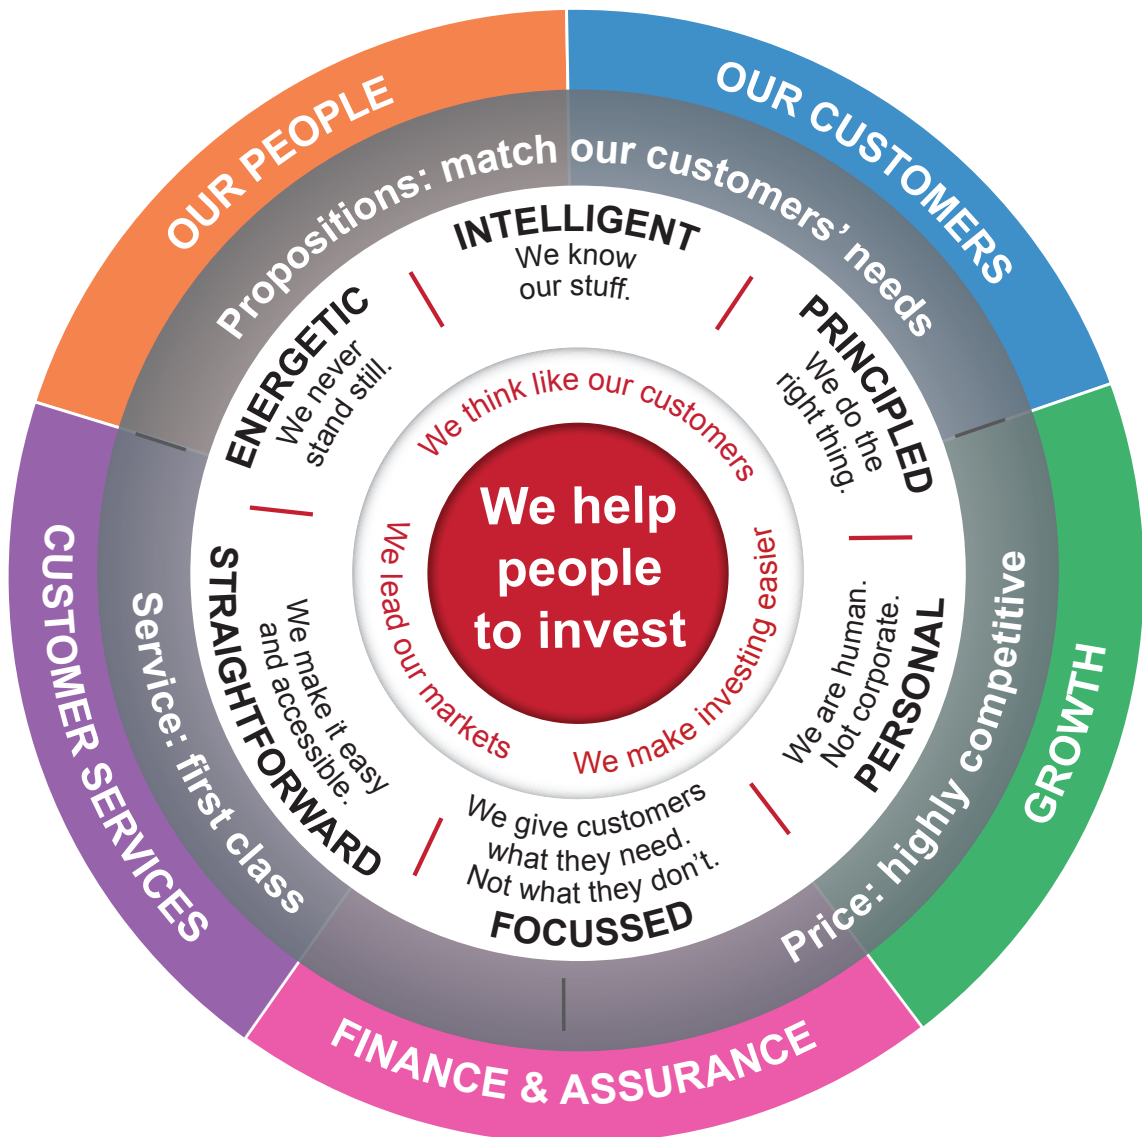 OUR PEOPLE
OUR CUSTOMERS
GROWTH
FINANCE & ASSURANCE
CUSTOMER SERVICES
Propositions: match our customers’ needs
Price: highly competitive
Service: first class
INTELLIGENT
We know
our stuff.
PRINCIPLED
We do the
right thing.
PERSONAL
We are human.
Not corporate.
We give customers
what they need.
Not what they don’t.
FOCUSSED
STRAIGHTFORWARD
We make it easy
and accessible.
ENERGETIC
We never
stand still.
We think like our customers
We make investing easier
We lead our markets
We help
people
to invest